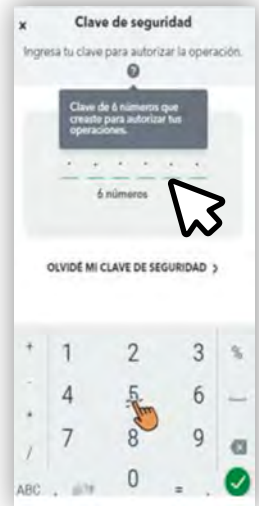 x Clave de seguridad
Ingresa tu clave para autorizar la operación.
?
Clave de 6 números que
creaste para autorizar tus
operaciones.
6 números
OLVIDÉ MI CLAVE DE SEGURIDAD >
+ 1 2 3 %
- 4 5 6
* 7 8 9
/ 0
ABC , = .